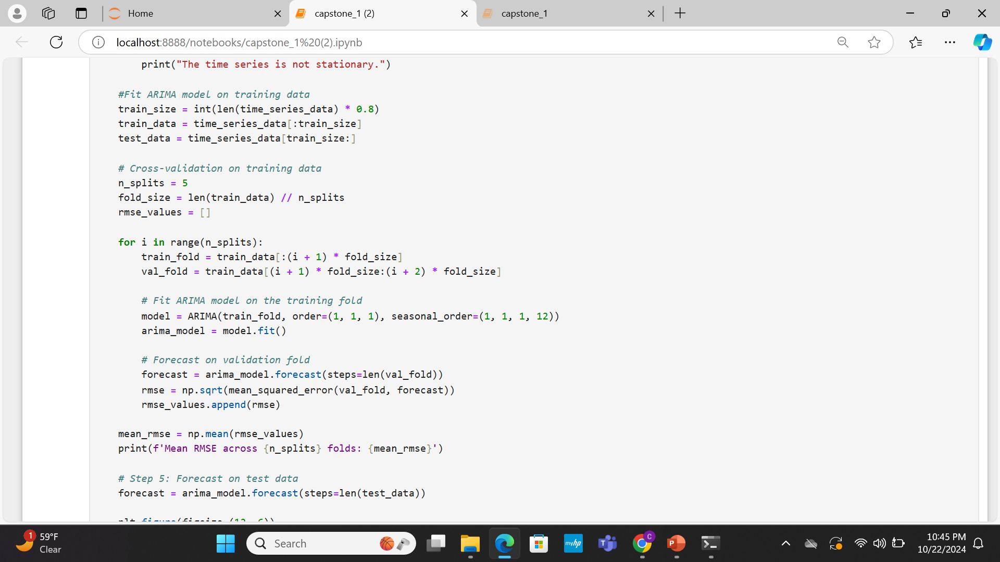 Home
capstone_1 (2)
capstone_1
localhost:8888/notebooks/capstone_1%20(2).ipynb
print("The time series is not stationary.")
#Fit ARIMA model on training data
train_size = int(len(time_series_data) * 0.8)
train_data = time_series_data[:train_size]
test_data = time_series_data[train_size:]
# Cross-validation on training data
n_splits = 5
fold_size = len(train_data) // n_splits
rmse_values = []
for i in range(n_splits):
train_fold = train_data[:(i + 1) * fold_size]
val_fold = train_data[(i + 1) * fold_size:(i + 2) * fold_size]
# Fit ARIMA model on the training fold
model = ARIMA(train_fold, order=(1, 1, 1), seasonal_order=(1, 1, 1, 12))
arima_model = model.fit()
# Forecast on validation fold
forecast = arima_model.forecast(steps=len(val_fold))
rmse = np.sqrt(mean_squared_error(val_fold, forecast))
rmse_values.append(rmse)
mean_rmse = np.mean(rmse_values)
print(f'Mean RMSE across {n_splits} folds: {mean_rmse}')
# Step 5: Forecast on test data
forecast = arima_model.forecast(steps=len(test_data))
plt.figure(figsize=(12, 6))
1
59°F
Clear
Search
myhp
T
C
P
10:45 PM
10/22/2024